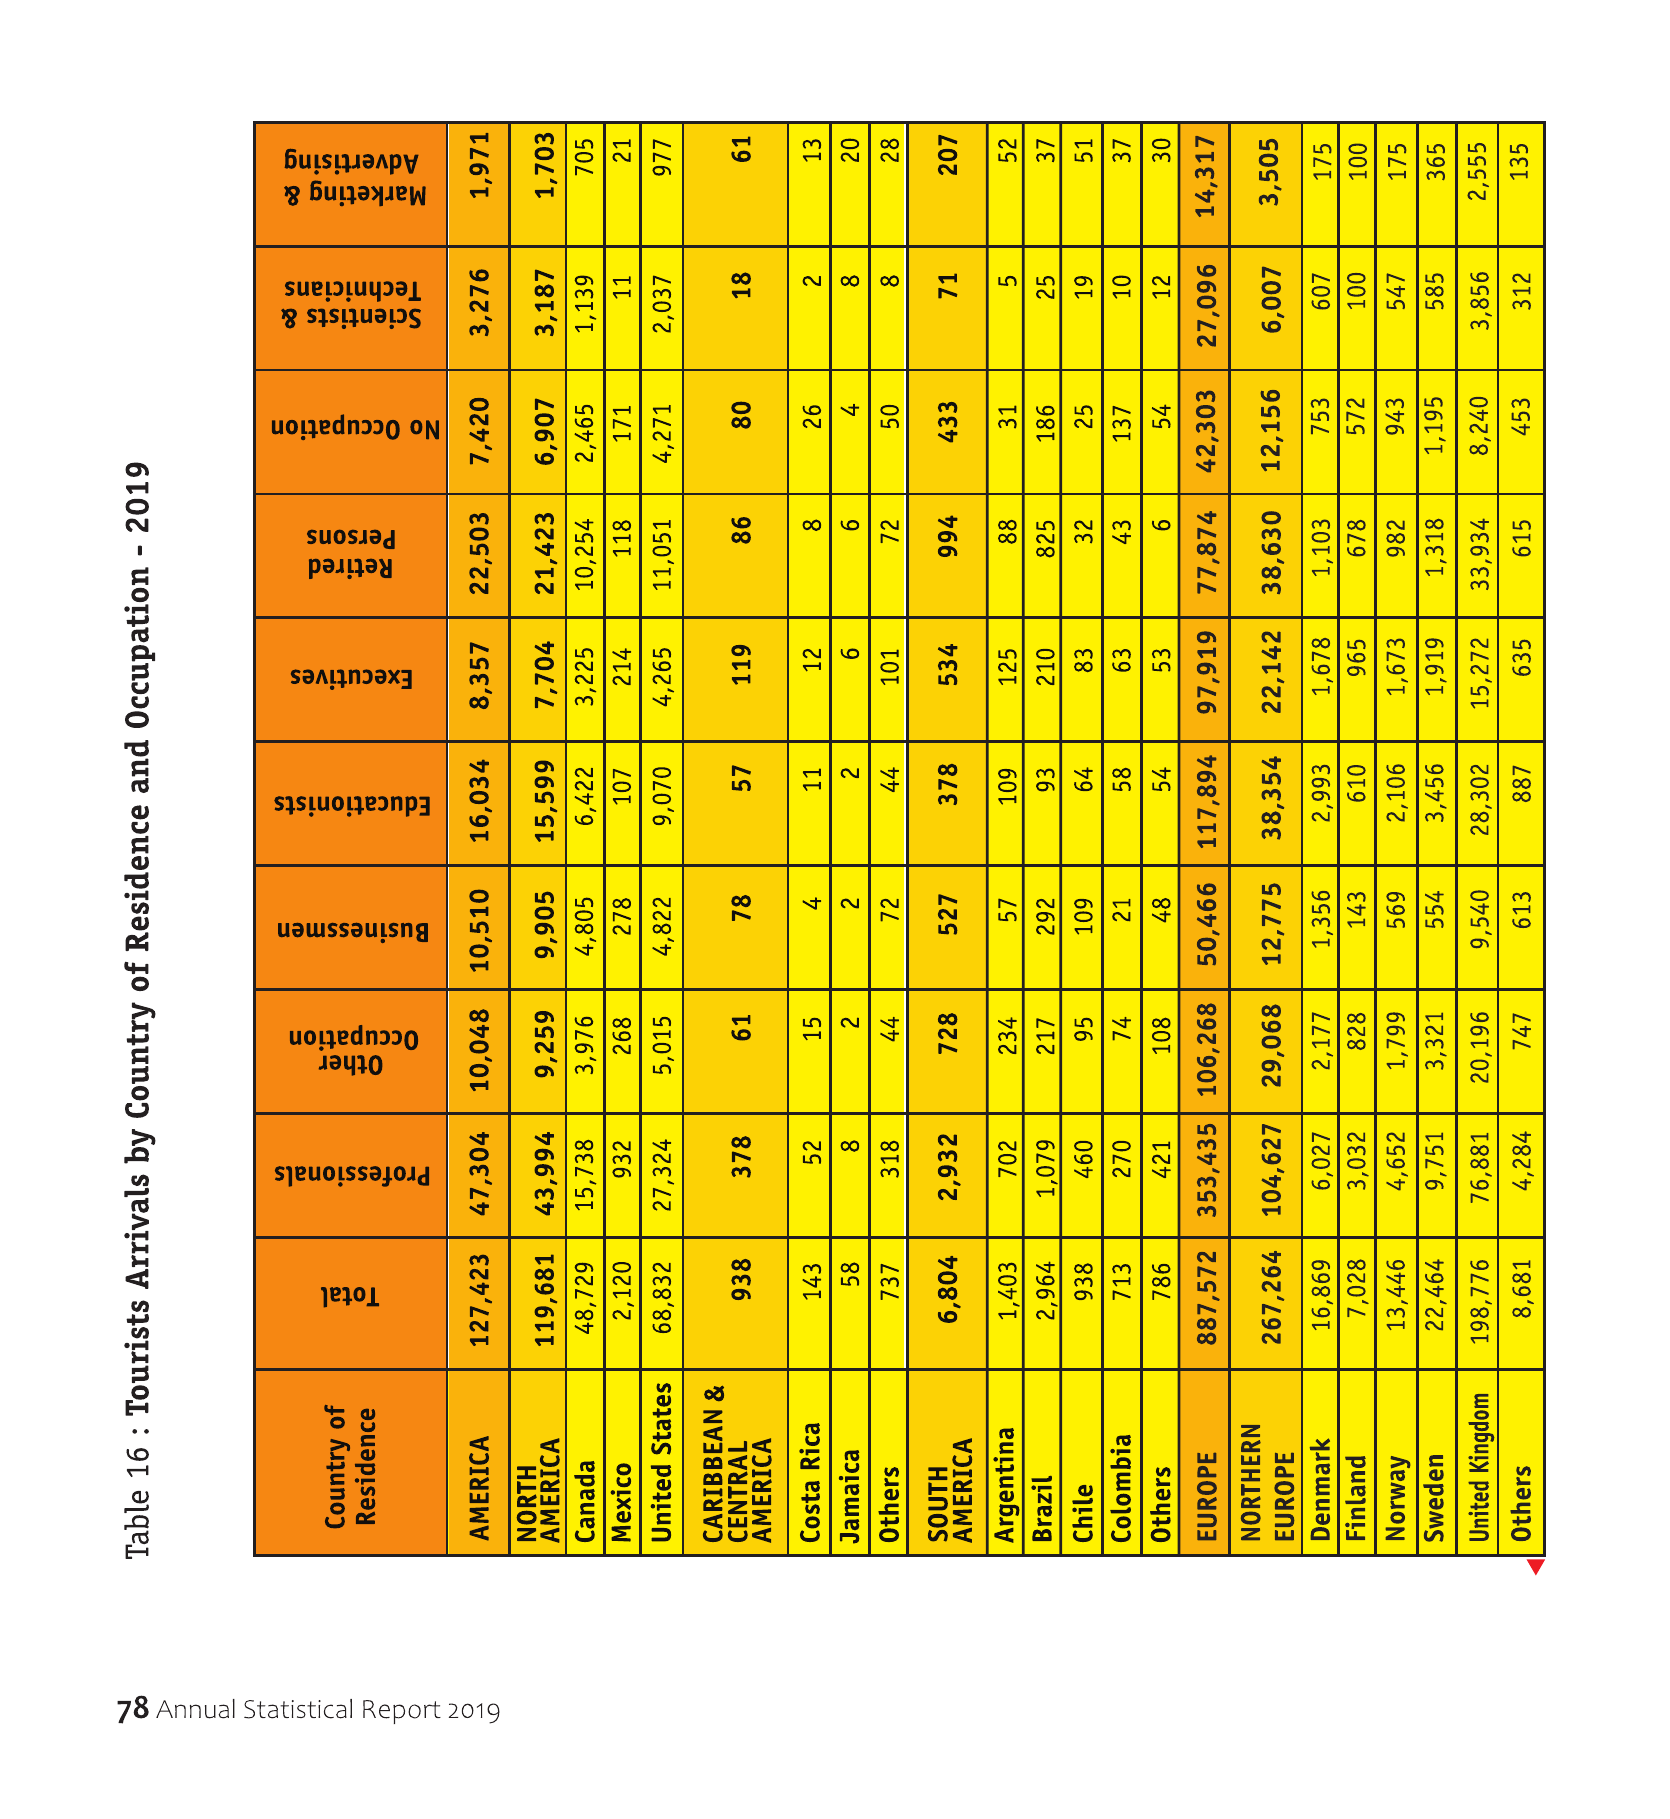 Table 16 : Tourists Arrivals by Country of Residence and Occupation - 2019
Country of Residence Total Professionals Other Occupation Businessmen Educationists Executives Retired Persons No Occupation Scientists & Technicians Marketing & Advertising
AMERICA 127,423 47,304 10,048 10,510 16,034 8,357 22,503 7,420 3,276 1,971
NORTH AMERICA 119,681 43,994 9,259 9,905 15,599 7,704 21,423 6,907 3,187 1,703
Canada 48,729 15,738 3,976 4,805 6,422 3,225 10,254 2,465 1,139 705
Mexico 2,120 932 268 278 107 214 118 171 11 21
United States 68,832 27,324 5,015 4,822 9,070 4,265 11,051 4,271 2,037 977
CARIBBEAN & CENTRAL AMERICA 938 378 61 78 57 119 86 80 18 61
Costa Rica 143 52 15 4 11 12 8 26 2 13
Jamaica 58 8 2 2 2 6 6 4 8 20
Others 737 318 44 72 44 101 72 50 8 28
SOUTH AMERICA 6,804 2,932 728 527 378 534 994 433 71 207
Argentina 1,403 702 234 57 109 125 88 31 5 52
Brazil 2,964 1,079 217 292 93 210 825 186 25 37
Chile 938 460 95 109 64 83 32 25 19 51
Colombia 713 270 74 21 58 63 43 137 10 37
Others 786 421 108 48 54 53 6 54 12 30
EUROPE 887,572 353,435 106,268 50,466 117,894 97,919 77,874 42,303 27,096 14,317
NORTHERN EUROPE 267,264 104,627 29,068 12,775 38,354 22,142 38,630 12,156 6,007 3,505
Denmark 16,869 6,027 2,177 1,356 2,993 1,678 1,103 753 607 175
Finland 7,028 3,032 828 143 610 965 678 572 100 100
Norway 13,446 4,652 1,799 569 2,106 1,673 982 943 547 175
Sweden 22,464 9,751 3,321 554 3,456 1,919 1,318 1,195 585 365
United Kingdom 198,776 76,881 20,196 9,540 28,302 15,272 33,934 8,240 3,856 2,555
Others 8,681 4,284 747 613 887 635 615 453 312 135
78 Annual Statistical Report 2019